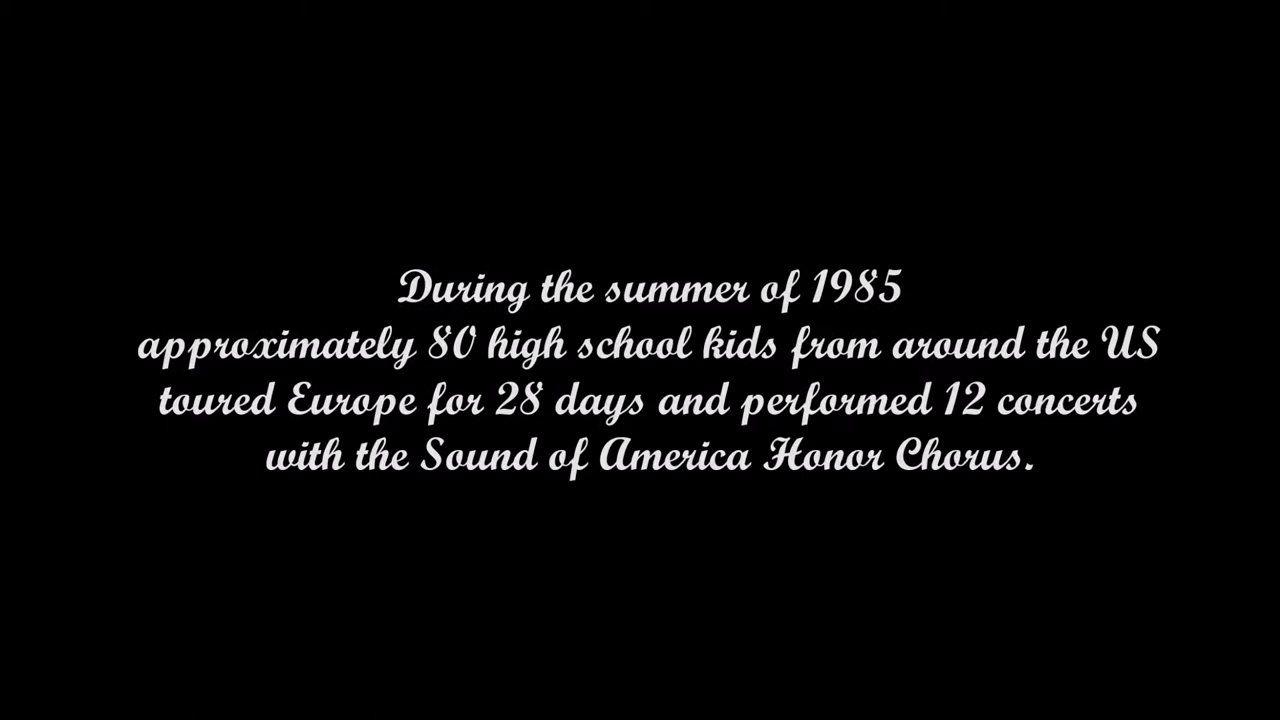 During the summer of 1985
approximately 80 high school kids from around the US
toured Europe for 28 days and performed 12 concerts
with the Sound of America Honor Chorus.